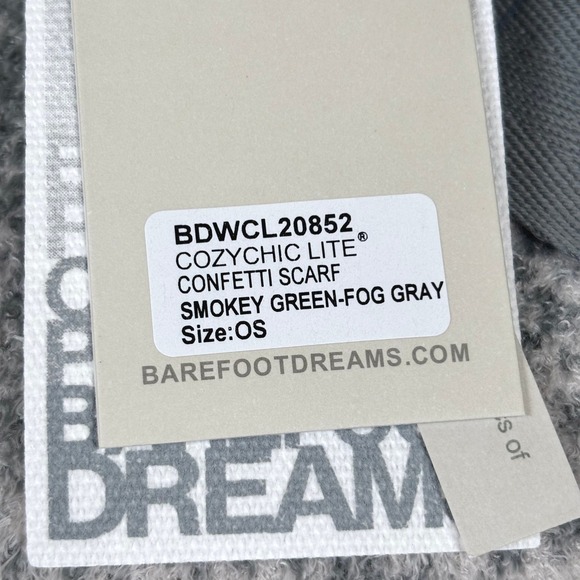 BDWCL20852
COZYCHIC LITE®
CONFETTI SCARF
SMOKEY GREEN-FOG GRAY
Size:OS
BAREFOOTDREAMS.COM
s of
DREAM